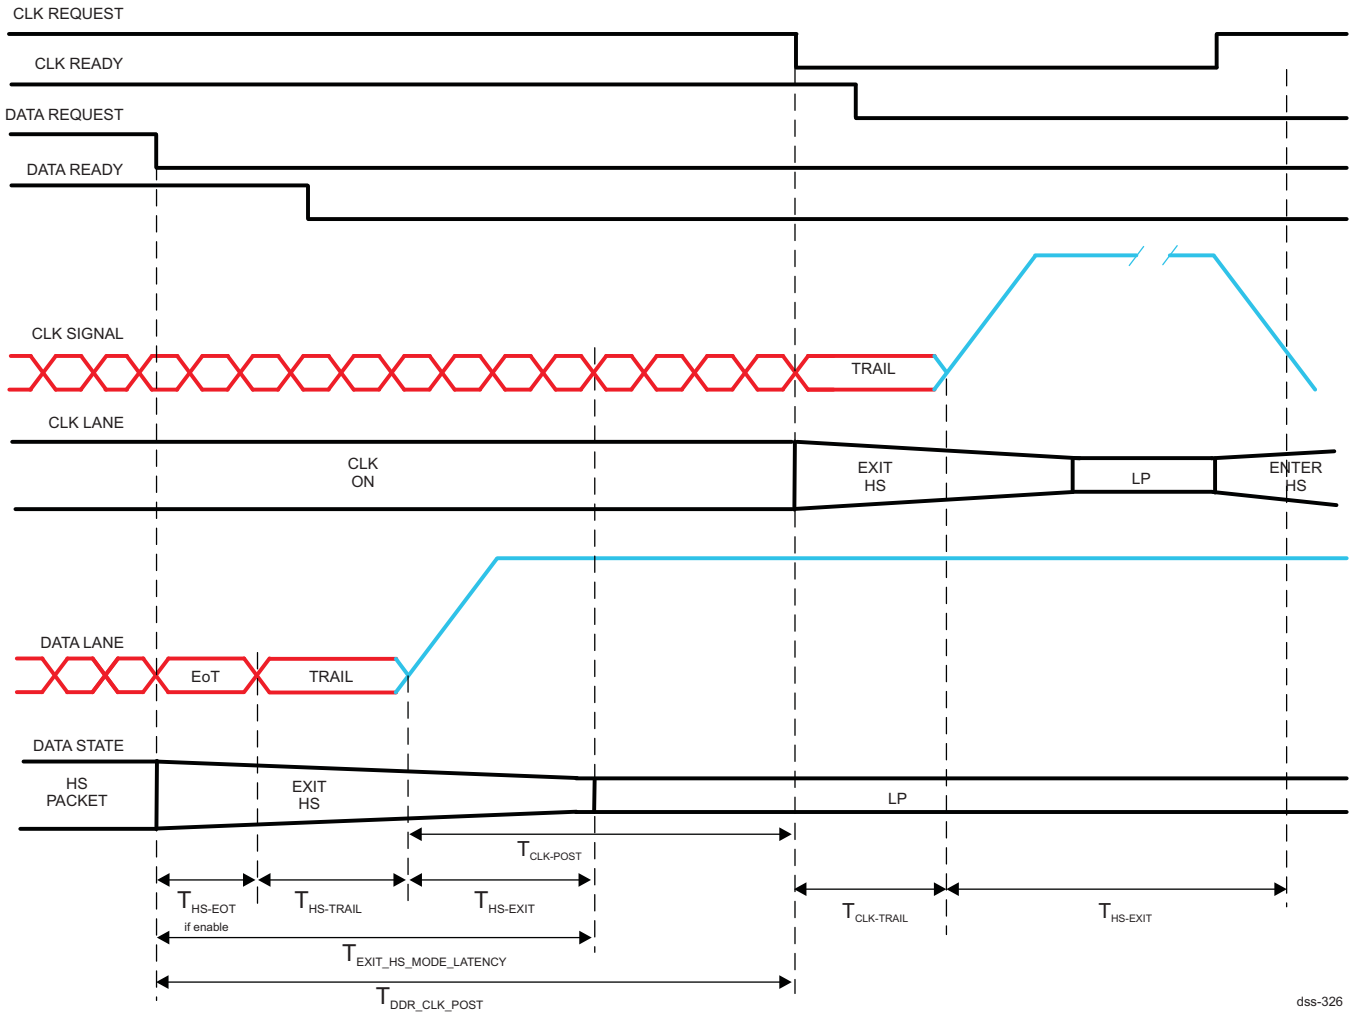 CLK REQUEST
CLK READY
DATA REQUEST
DATA READY
CLK SIGNAL
TRAIL
CLK LANE
CLK
ON
EXIT
HS
LP
ENTER
HS
DATA LANE
EoT
TRAIL
DATA STATE
HS
PACKET
EXIT
HS
LP
TCLK-POST
THS-EOT
if enable
THS-TRAIL
THS-EXIT
TCLK-TRAIL
THS-EXIT
TEXIT_HS_MODE_LATENCY
TDDR_CLK_POST
dss-326